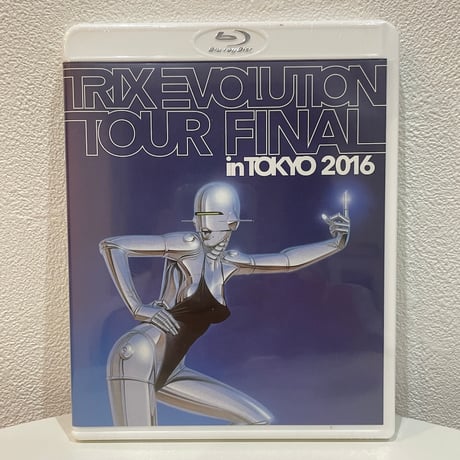 Blu-ray Disc
TRIX EVOLUTION
TOUR FINAL
in TOKYO 2016